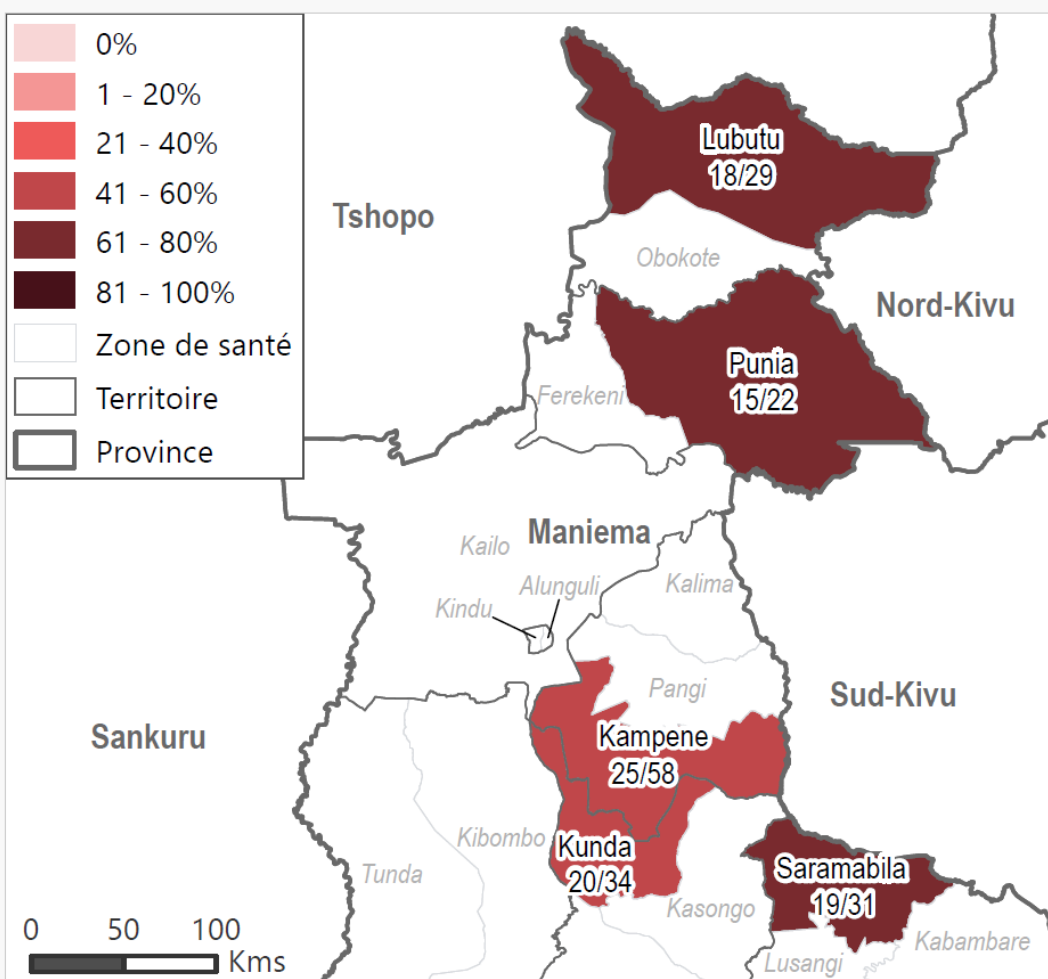 0%
1 - 20%
21 - 40%
41 - 60%
61 - 80%
81 - 100%
Zone de santé
Territoire
Province
Lubutu
18/29
Tshopo
Obokote
Nord-Kivu
Punia
15/22
Ferekeni
Maniema
Kailo
Alunguli
Kalima
Kindu
Pangi
Sud-Kivu
Sankuru
Kampene
25/58
Kibombo
Kunda
20/34
Tunda
Saramabila
19/31
Kasongo
Kabambare
Lusangi
0 50 100
Kms